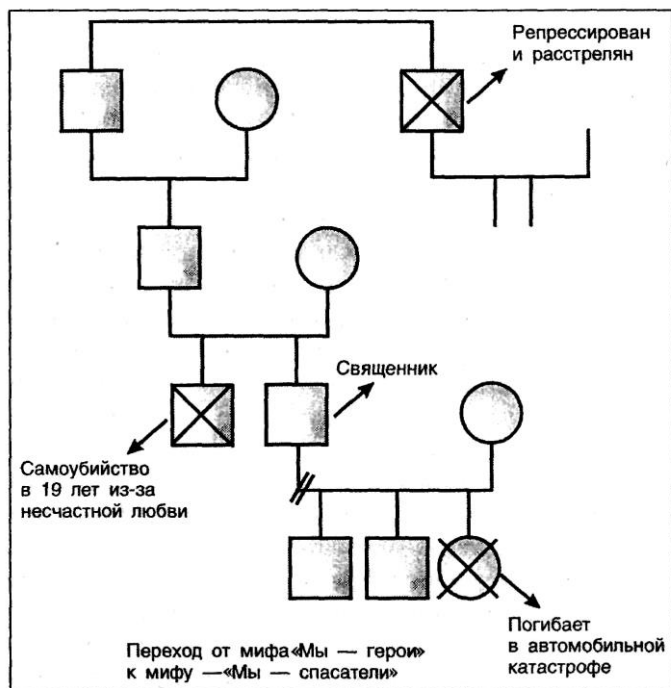 Репрессирован
и расстрелян
Священник
Самоубийство
в 19 лет из-за
несчастной любви
Погибает
в автомобильной
катастрофе
Переход от мифа«Мы — герои»
к мифу —«Мы — спасатели»